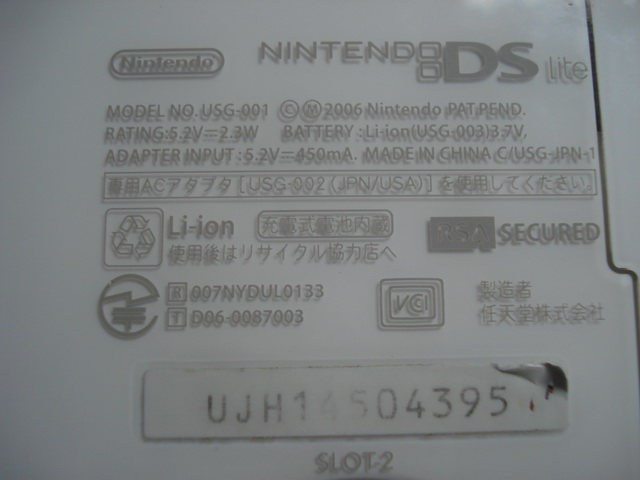 Nintendo
NINTENDO DS Lite
MODEL NO. USG-001 ⒸⓂ2006 Nintendo PAT.PEND.
RATING:5.2V⎓2.3W BATTERY:Li-ion(USG-003)3.7V,
ADAPTER INPUT:5.2V⎓450mA. MADE IN CHINA C/USG-JPN-1
専用ACアダプタ[USG-002(JPN/USA)]を使用してください。
Li-ion 充電式電池内蔵
使用後はリサイクル協力店へ
RSA SECURED
R 007NYDUL0133
T D06-0087003
VCCI
製造者
任天堂株式会社
UJH14504395
SLOT-2